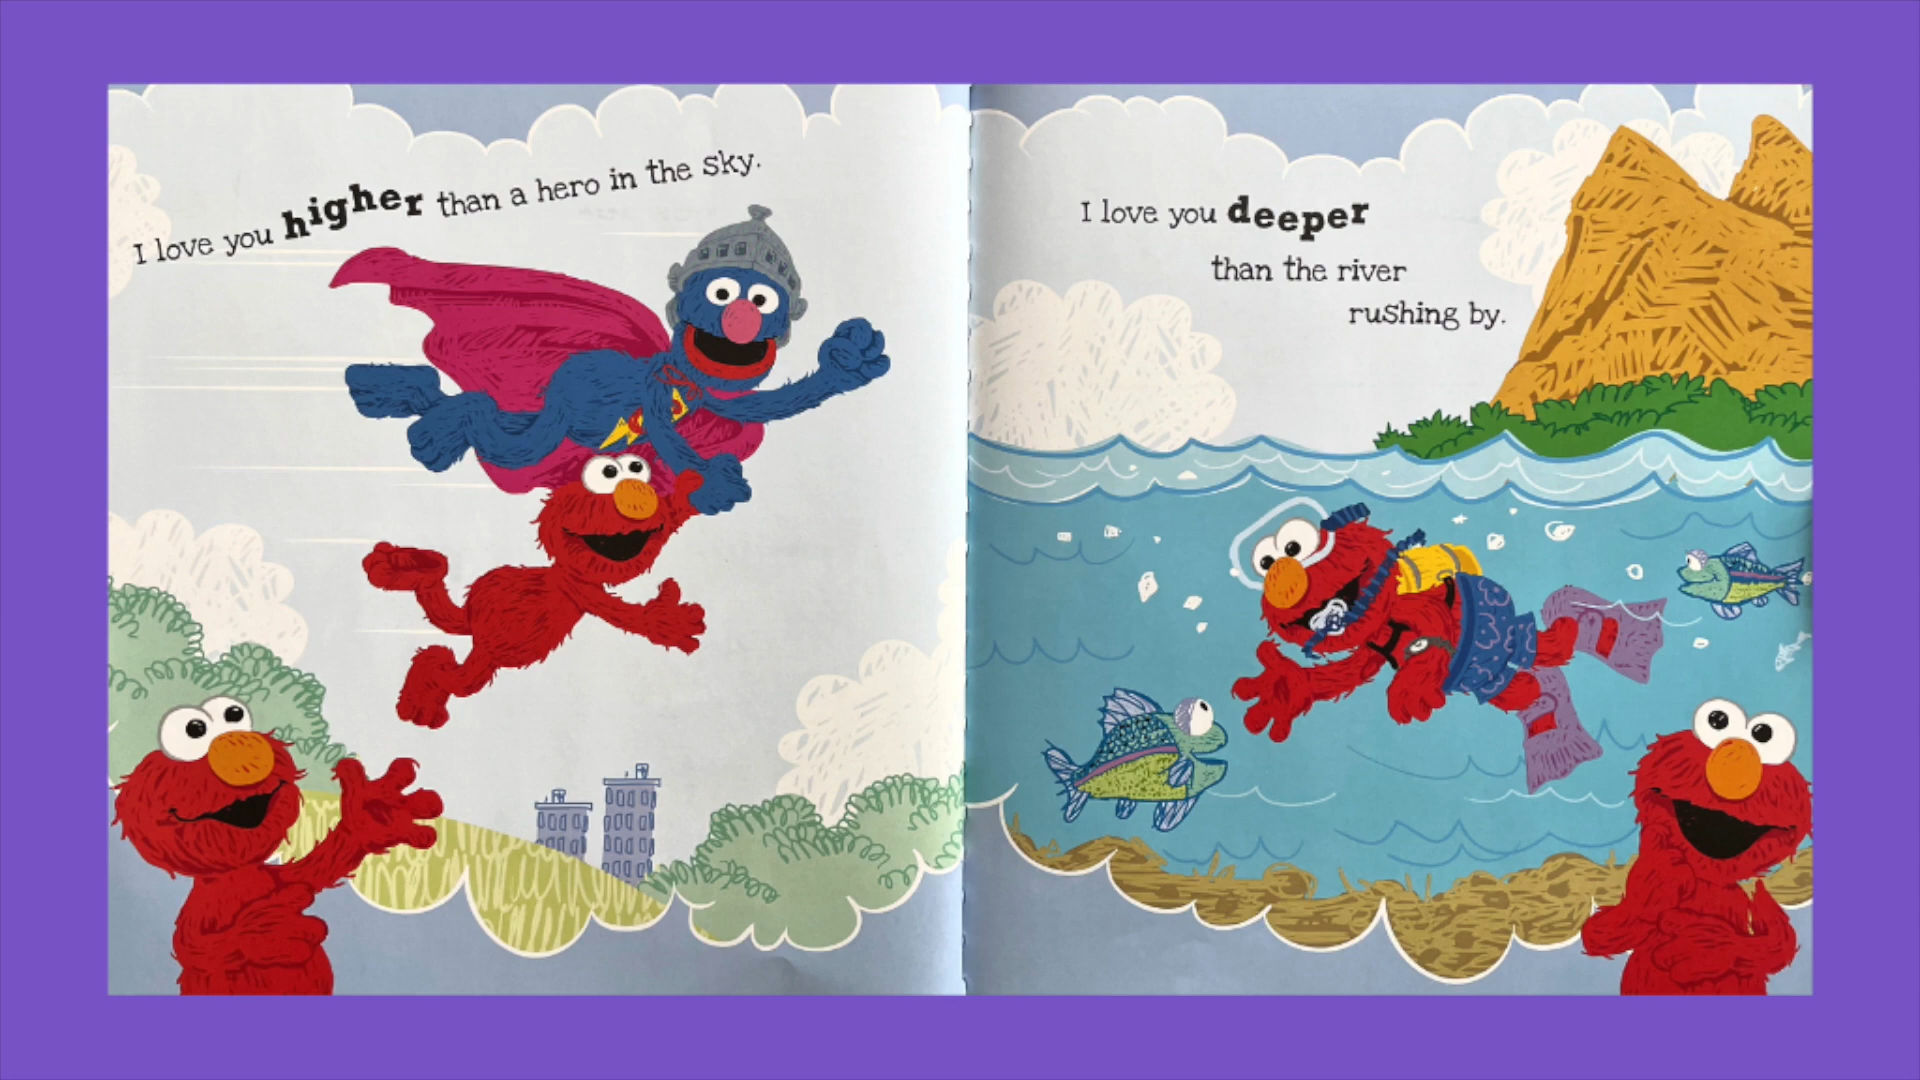 I love you higher than a hero in the sky.
I love you deeper
than the river
rushing by.